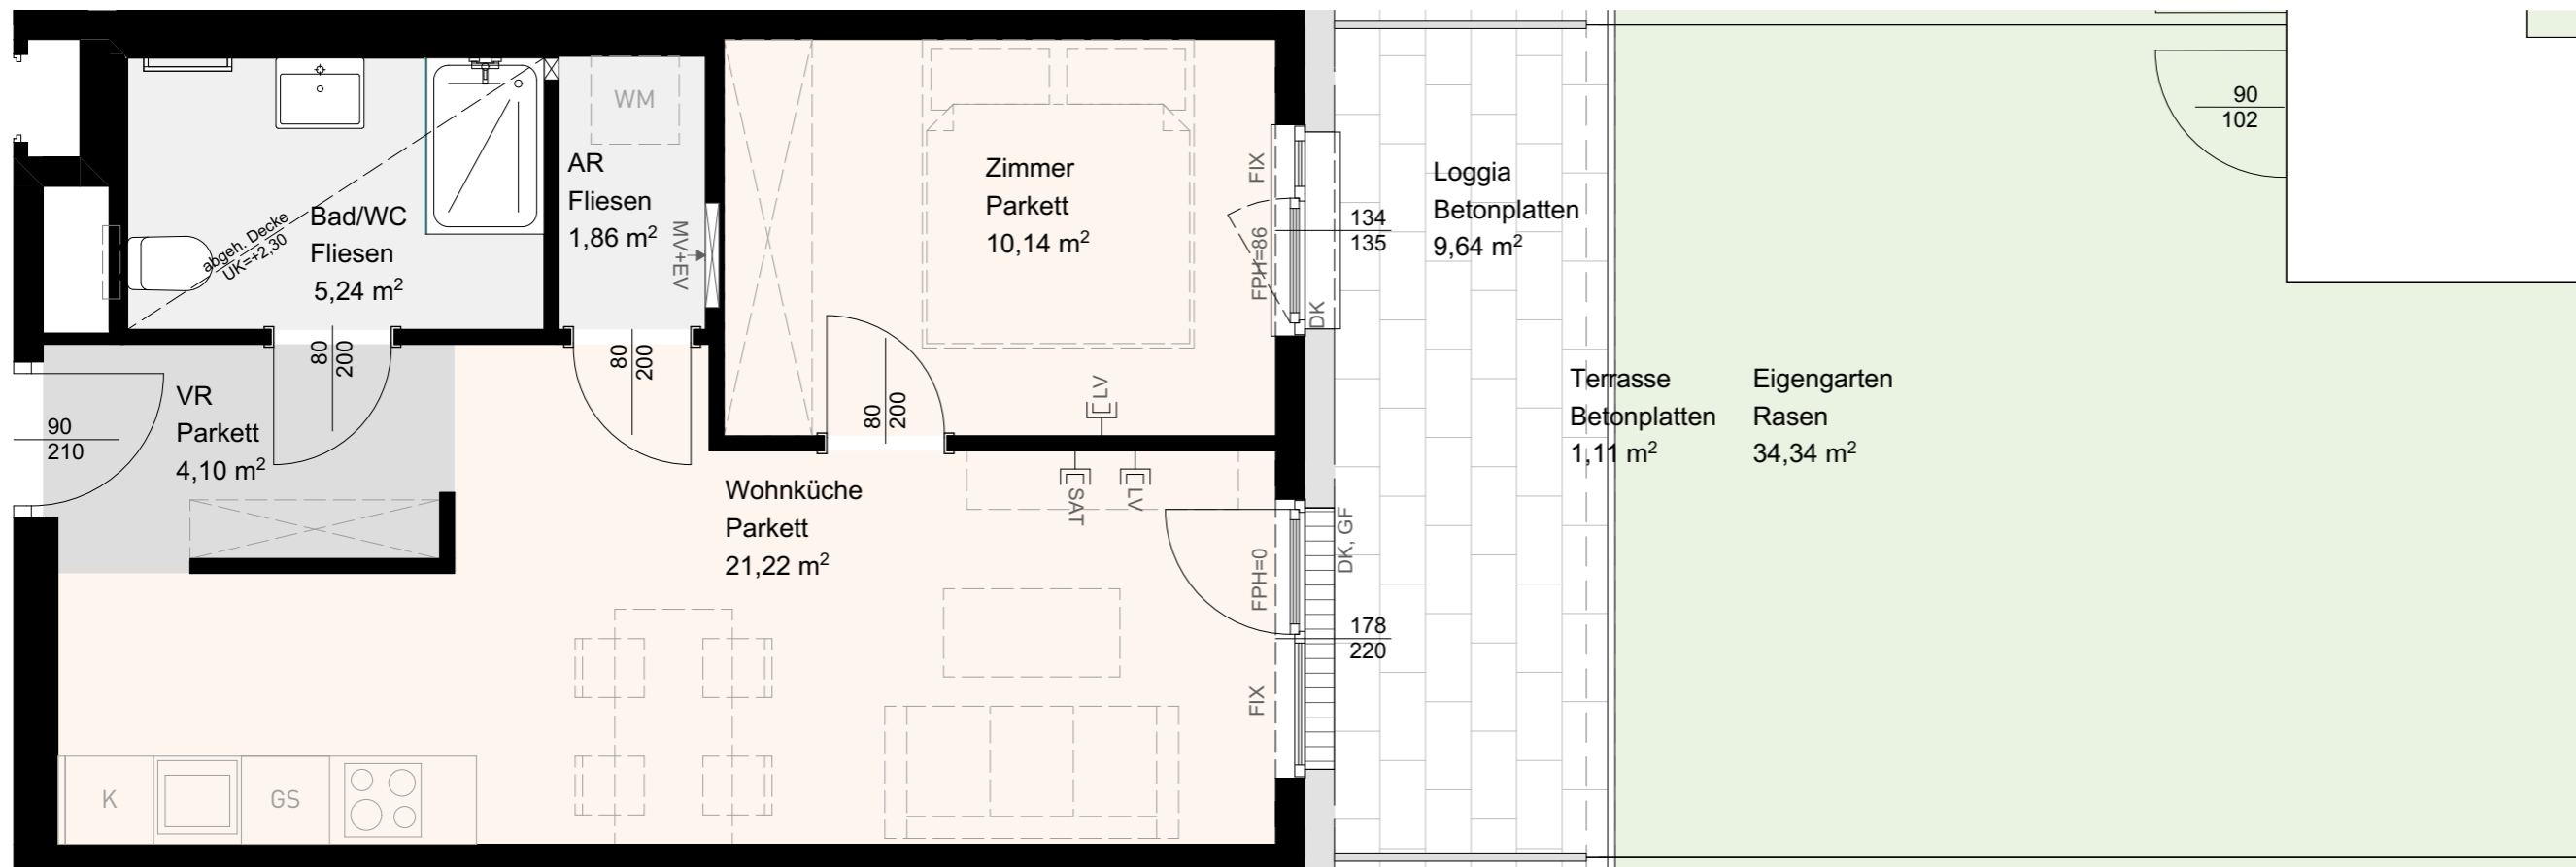 WM
AR
Fliesen
1,86 m²
MV+EV
Bad/WC
Fliesen
5,24 m²
abgeh. Decke
UK=+2,30
Zimmer
Parkett
10,14 m²
FIX
FPH=86
DK
134
135
Loggia
Betonplatten
9,64 m²
90
102
80
200
80
200
80
200
LV
VR
Parkett
4,10 m²
90
210
Wohnküche
Parkett
21,22 m²
SAT
LV
FPH=0
FIX
DK, GF
178
220
Terrasse
Betonplatten
1,11 m²
Eigengarten
Rasen
34,34 m²
K
GS